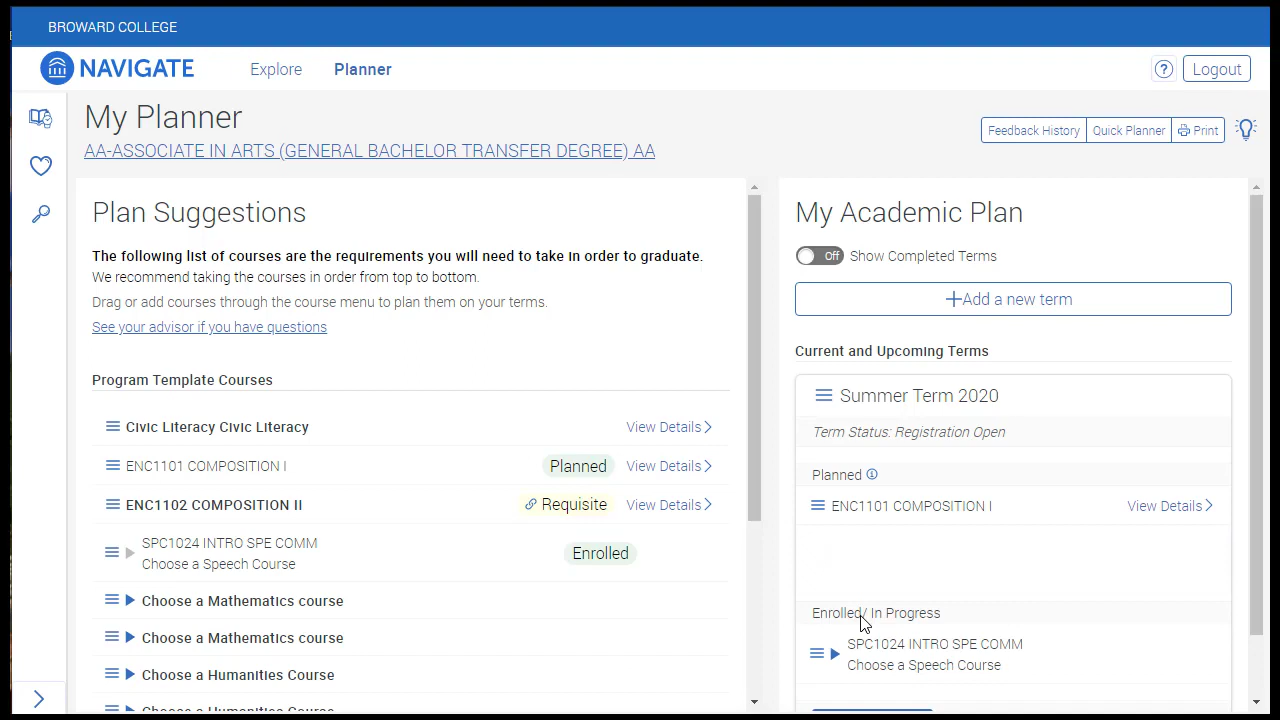 BROWARD COLLEGE
NAVIGATE
Explore
Planner
?
Logout
My Planner
AA-ASSOCIATE IN ARTS (GENERAL BACHELOR TRANSFER DEGREE) AA
Feedback History
Quick Planner
Print
Plan Suggestions
The following list of courses are the requirements you will need to take in order to graduate.
We recommend taking the courses in order from top to bottom.
Drag or add courses through the course menu to plan them on your terms.
See your advisor if you have questions
Program Template Courses
Civic Literacy Civic Literacy View Details
ENC1101 COMPOSITION I Planned View Details
ENC1102 COMPOSITION II Requisite View Details
SPC1024 INTRO SPE COMM
Choose a Speech Course
Enrolled
Choose a Mathematics course
Choose a Mathematics course
Choose a Humanities Course
Choose a Humanities Course
My Academic Plan
Off Show Completed Terms
+Add a new term
Current and Upcoming Terms
Summer Term 2020
Term Status: Registration Open
Planned
ENC1101 COMPOSITION I View Details
Enrolled/ In Progress
SPC1024 INTRO SPE COMM
Choose a Speech Course